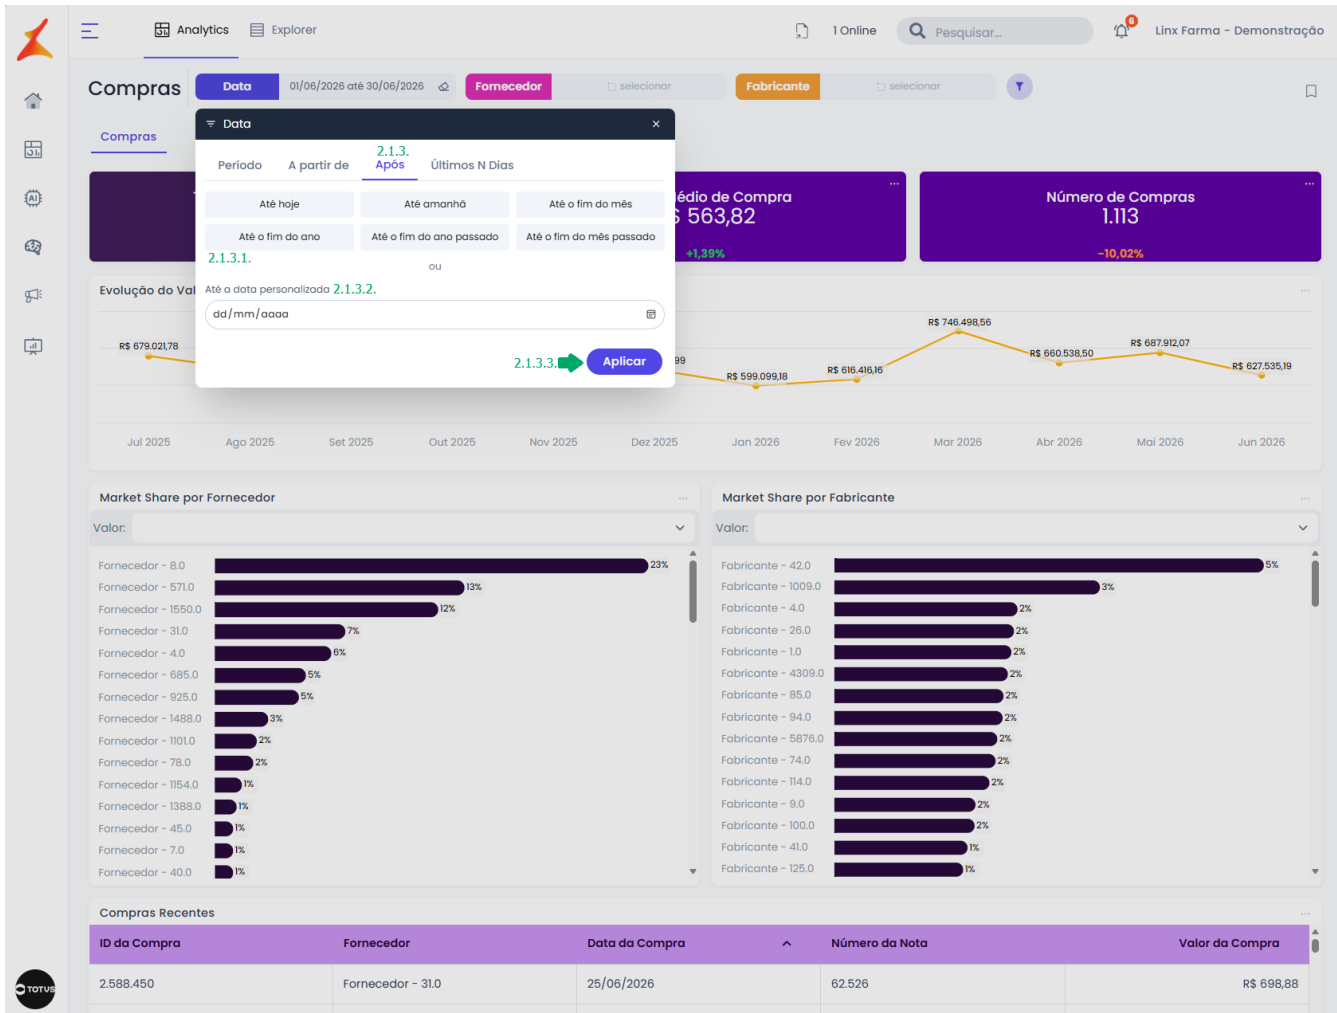 Analytics
Explorer
1 Online
Pesquisar...
6
Linx Farma - Demonstração
Compras
Data
01/06/2026 até 30/06/2026
Fornecedor
selecionar
Fabricante
selecionar
Compras
Data
2.1.3.
Período
A partir de
Após
Últimos N Dias
Até hoje
Até amanhã
Até o fim do mês
Até o fim do ano
Até o fim do ano passado
Até o fim do mês passado
2.1.3.1.
ou
Até a data personalizada 2.1.3.2.
dd/mm/aaaa
2.1.3.3.
Aplicar
édio de Compra
563,82
+1,39%
Número de Compras
1.113
-10,02%
Evolução do Val
R$ 679.021,78
99
R$ 599.099,18
R$ 616.416,16
R$ 746.498,56
R$ 660.538,50
R$ 687.912,07
R$ 627.535,19
Jul 2025
Ago 2025
Set 2025
Out 2025
Nov 2025
Dez 2025
Jan 2026
Fev 2026
Mar 2026
Abr 2026
Mai 2026
Jun 2026
Market Share por Fornecedor
Valor:
Fornecedor - 8.0 23%
Fornecedor - 571.0 13%
Fornecedor - 1550.0 12%
Fornecedor - 31.0 7%
Fornecedor - 4.0 6%
Fornecedor - 685.0 5%
Fornecedor - 925.0 5%
Fornecedor - 1488.0 3%
Fornecedor - 1101.0 2%
Fornecedor - 78.0 2%
Fornecedor - 1154.0 1%
Fornecedor - 1388.0 1%
Fornecedor - 45.0 1%
Fornecedor - 7.0 1%
Fornecedor - 40.0 1%
Market Share por Fabricante
Valor:
Fabricante - 42.0 5%
Fabricante - 1009.0 3%
Fabricante - 4.0 2%
Fabricante - 26.0 2%
Fabricante - 1.0 2%
Fabricante - 4309.0 2%
Fabricante - 85.0 2%
Fabricante - 94.0 2%
Fabricante - 5876.0 2%
Fabricante - 74.0 2%
Fabricante - 114.0 2%
Fabricante - 9.0 2%
Fabricante - 100.0 2%
Fabricante - 41.0 1%
Fabricante - 125.0 1%
Compras Recentes
ID da Compra
Fornecedor
Data da Compra
Número da Nota
Valor da Compra
2.588.450
Fornecedor - 31.0
25/06/2026
62.526
R$ 698,88
TOTVS